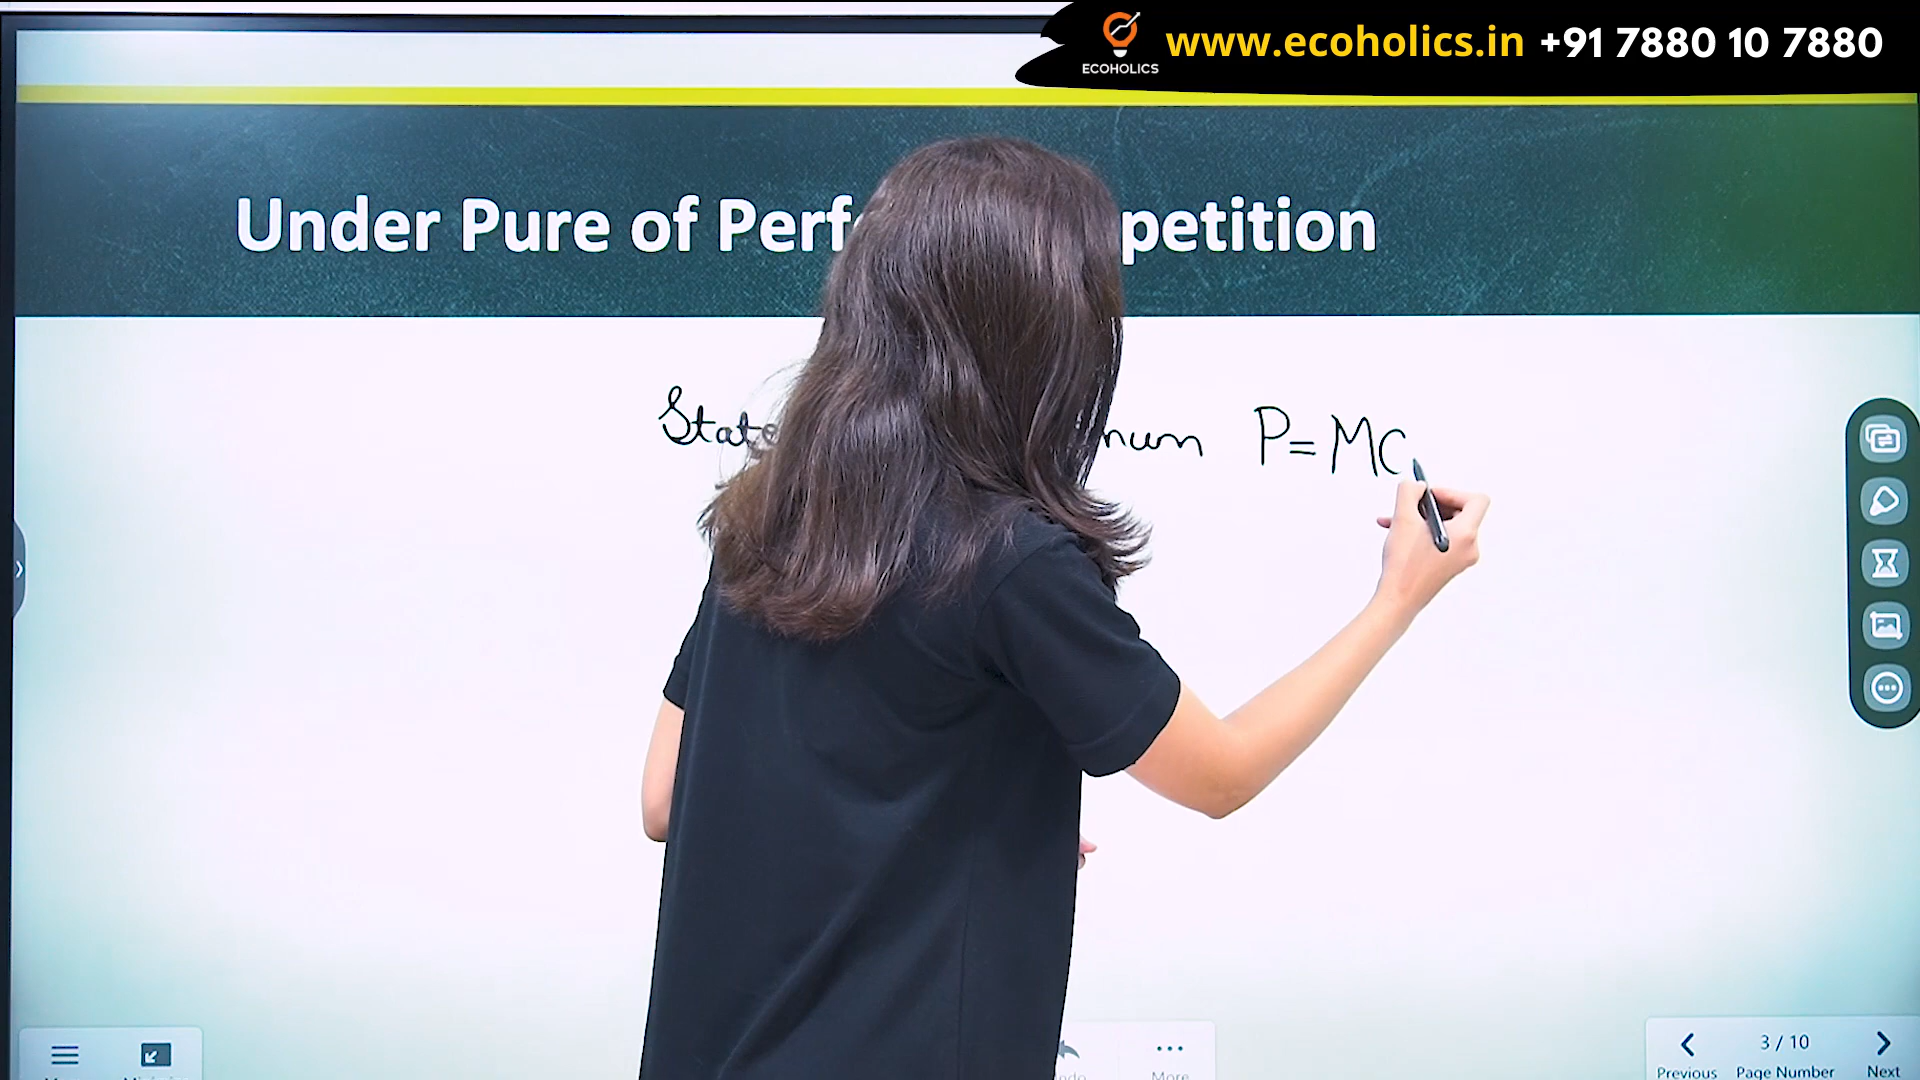 www.ecoholics.in +91 7880 10 7880
ECOHOLICS
Under Pure of Perf petition
State num P=MC
3 / 10
Previous Page Number Next
More